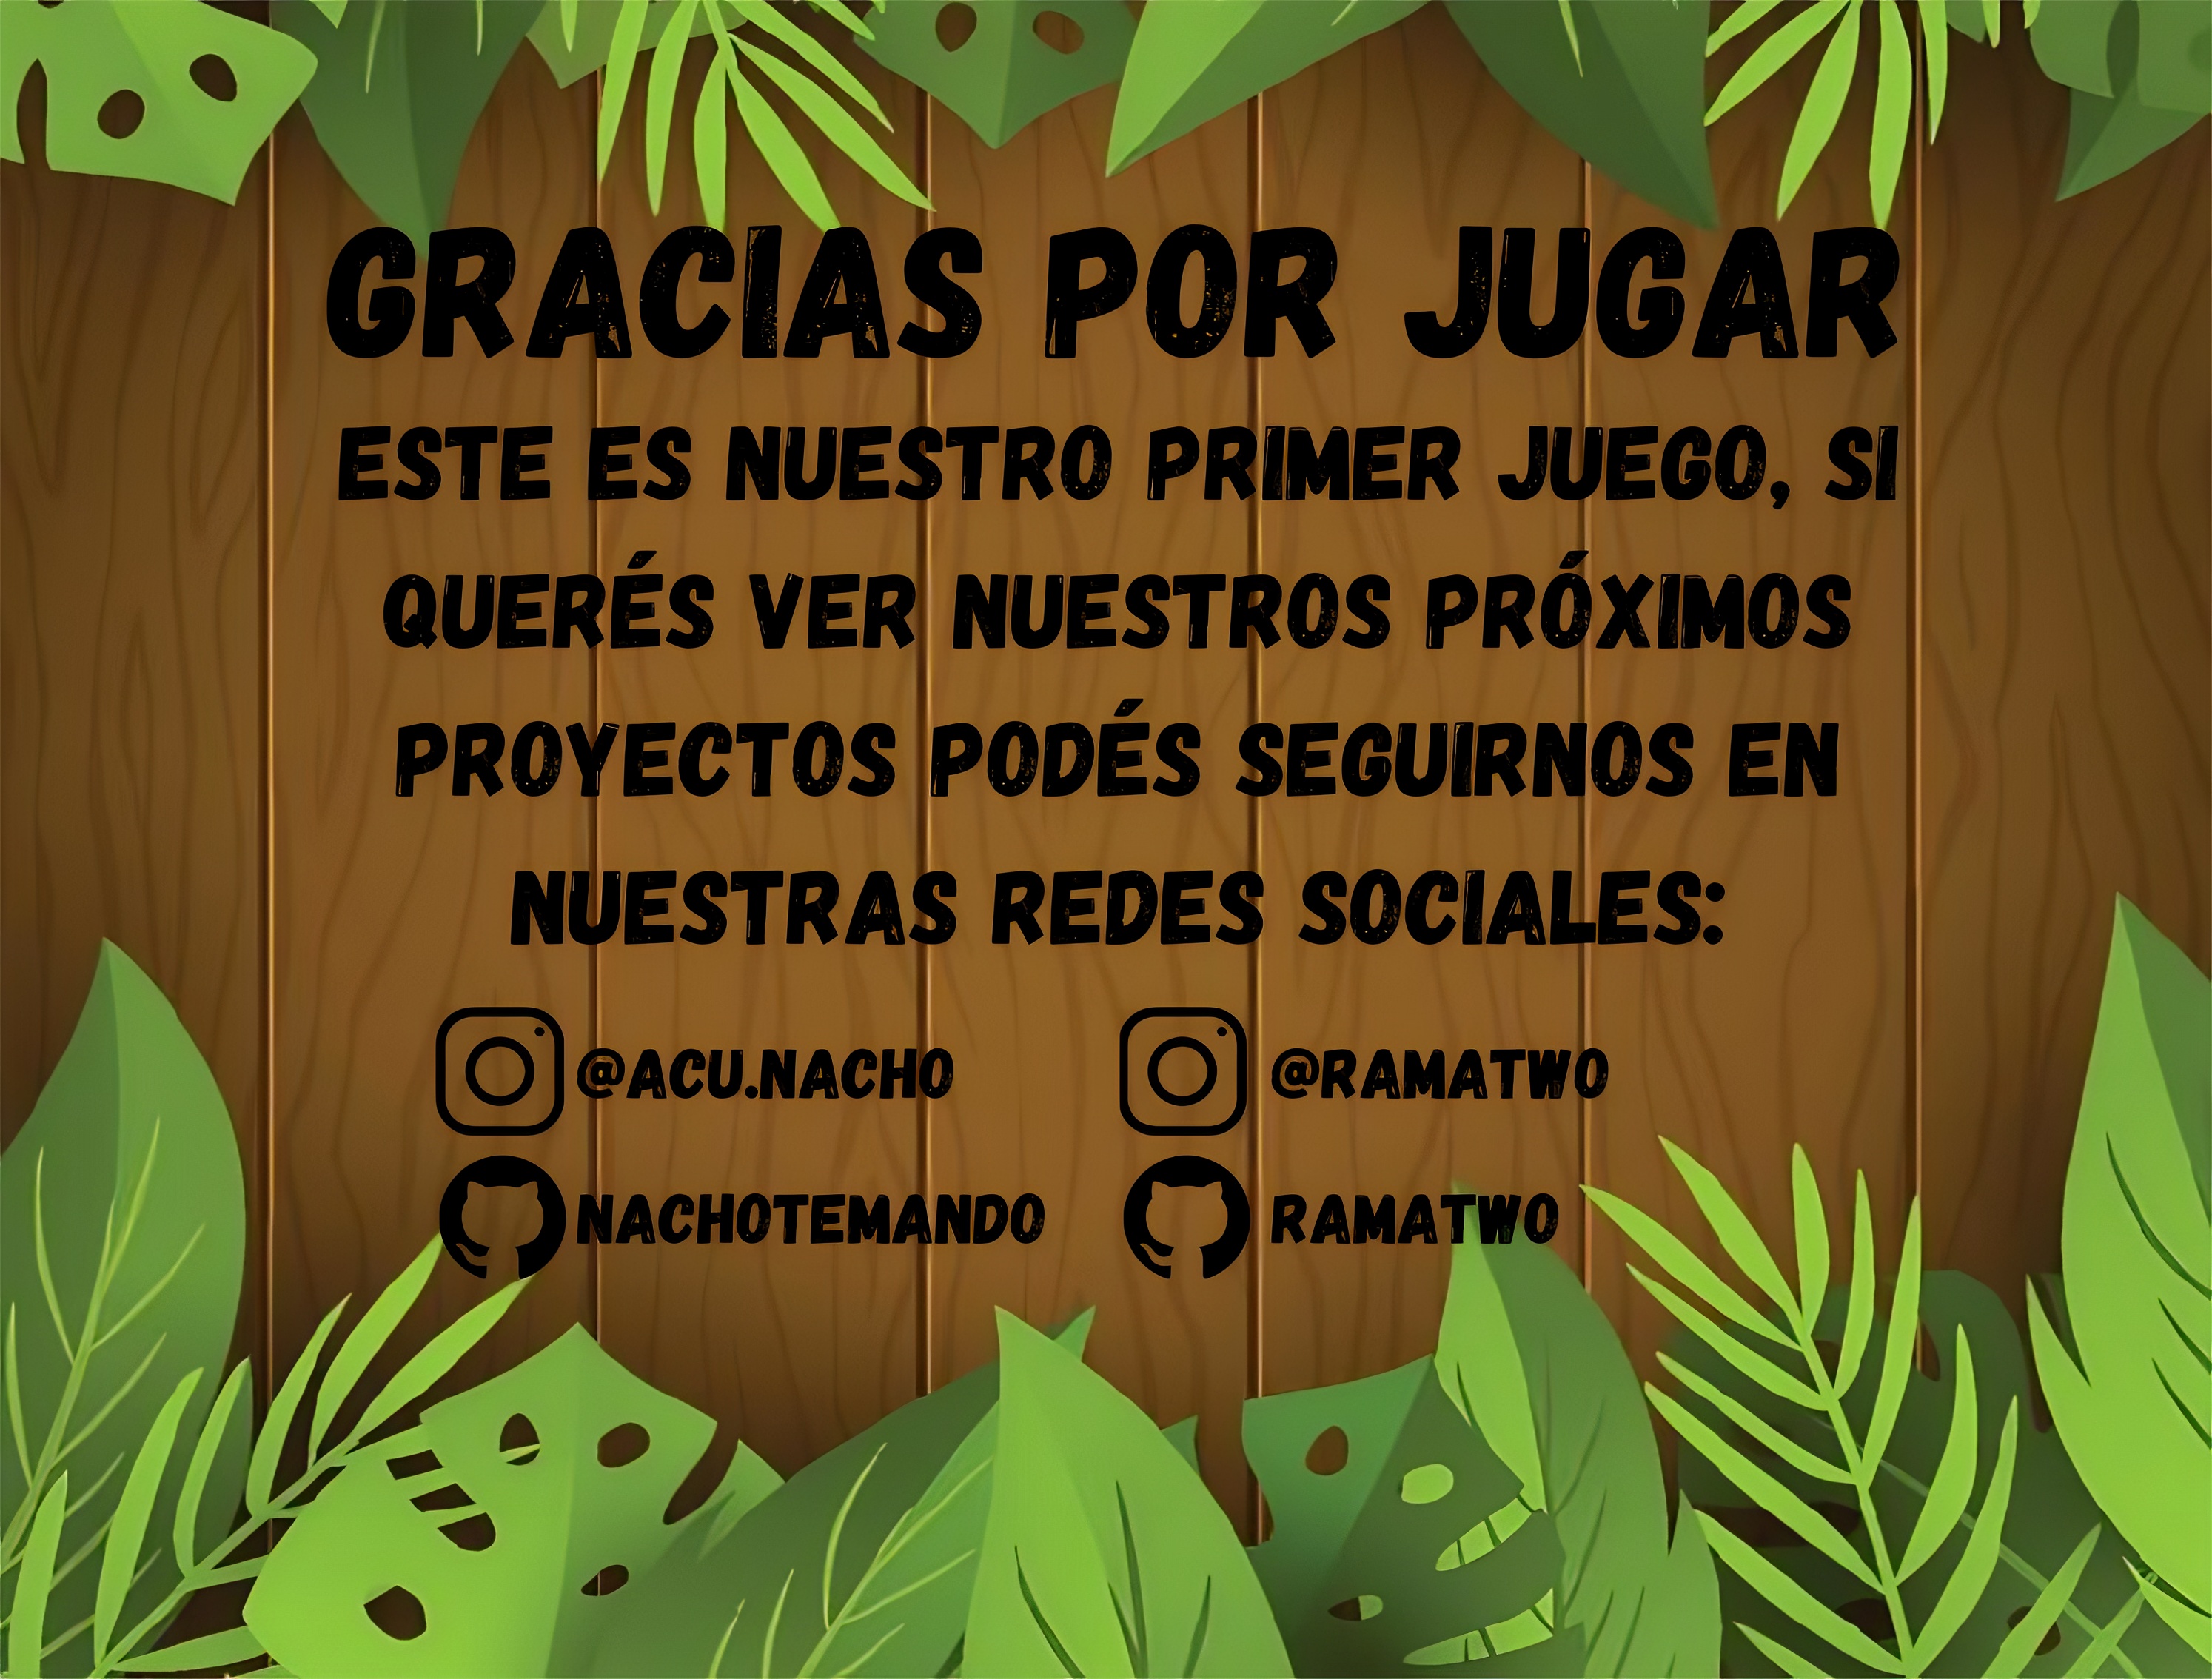 GRACIAS POR JUGAR
ESTE ES NUESTRO PRIMER JUEGO, SI
QUERÉS VER NUESTROS PRÓXIMOS
PROYECTOS PODÉS SEGUIRNOS EN
NUESTRAS REDES SOCIALES:
@ACU.NACHO @RAMATWO
NACHOTEMANDO RAMATWO